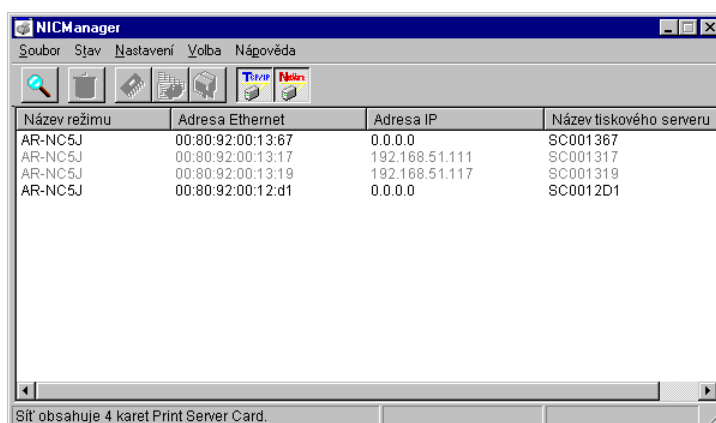 NICManager
Soubor Stav Nastavení Volba Nápověda
TCP/IP NetWare
Název režimu Adresa Ethernet Adresa IP Název tiskového serveru
AR-NC5J 00:80:92:00:13:67 0.0.0.0 SC001367
AR-NC5J 00:80:92:00:13:17 192.168.51.111 SC001317
AR-NC5J 00:80:92:00:13:19 192.168.51.117 SC001319
AR-NC5J 00:80:92:00:12:d1 0.0.0.0 SC0012D1
Síť obsahuje 4 karet Print Server Card.